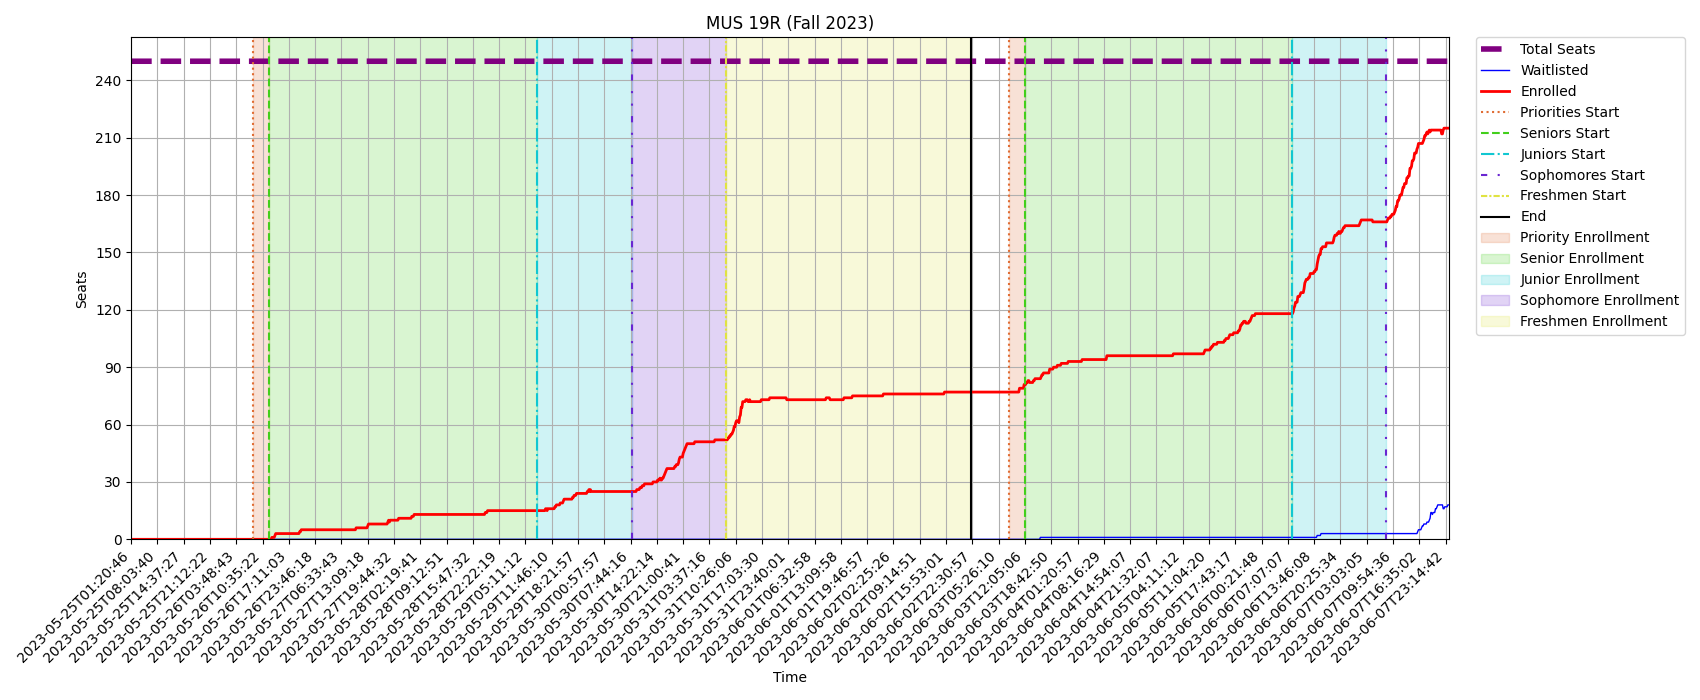 MUS 19R (Fall 2023)
Seats
240
210
180
150
120
90
60
30
0
2023-05-25T01:20:46
2023-05-25T08:03:40
2023-05-25T14:37:27
2023-05-25T21:12:22
2023-05-26T03:48:43
2023-05-26T10:35:22
2023-05-26T17:11:03
2023-05-26T23:46:18
2023-05-27T06:33:43
2023-05-27T13:09:18
2023-05-27T19:44:32
2023-05-28T02:19:41
2023-05-28T09:12:51
2023-05-28T15:47:32
2023-05-28T22:22:19
2023-05-29T05:11:12
2023-05-29T11:46:10
2023-05-29T18:21:57
2023-05-30T00:57:57
2023-05-30T07:44:16
2023-05-30T14:22:14
2023-05-30T21:00:41
2023-05-31T03:37:16
2023-05-31T10:26:06
2023-05-31T17:03:30
2023-05-31T23:40:01
2023-06-01T06:32:58
2023-06-01T13:09:58
2023-06-01T19:46:57
2023-06-02T02:25:26
2023-06-02T09:14:51
2023-06-02T15:53:01
2023-06-02T22:30:57
2023-06-03T05:26:10
2023-06-03T12:05:06
2023-06-03T18:42:50
2023-06-04T01:20:57
2023-06-04T08:16:29
2023-06-04T14:54:07
2023-06-04T21:32:07
2023-06-05T04:11:12
2023-06-05T11:04:20
2023-06-05T17:43:17
2023-06-06T00:21:48
2023-06-06T07:07:07
2023-06-06T13:46:08
2023-06-06T20:25:34
2023-06-07T03:03:05
2023-06-07T09:54:36
2023-06-07T16:35:02
2023-06-07T23:14:42
Time
Total Seats
Waitlisted
Enrolled
Priorities Start
Seniors Start
Juniors Start
Sophomores Start
Freshmen Start
End
Priority Enrollment
Senior Enrollment
Junior Enrollment
Sophomore Enrollment
Freshmen Enrollment